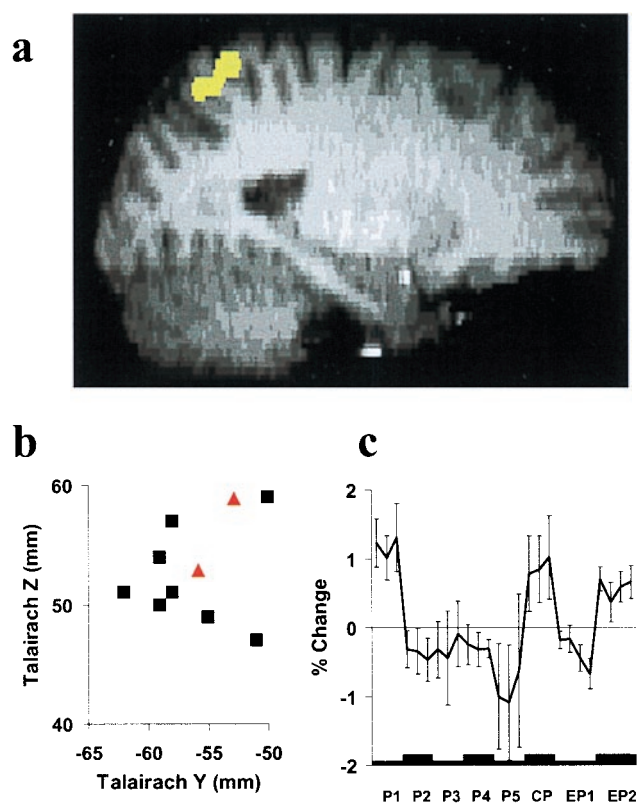 a
b
60
50
40
Talairach Z (mm)
-65 -60 -55 -50
Talairach Y (mm)
c
2
1
0
-1
-2
% Change
P1 P2 P3 P4 P5 CP EP1 EP2